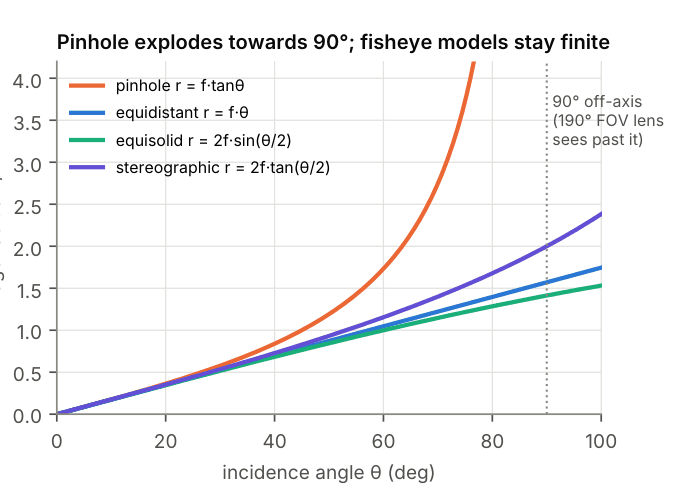 Pinhole explodes towards 90°; fisheye models stay finite
4.0
3.5
3.0
2.5
2.0
1.5
1.0
0.5
0.0
pinhole r = f·tanθ
equidistant r = f·θ
equisolid r = 2f·sin(θ/2)
stereographic r = 2f·tan(θ/2)
90° off-axis
(190° FOV lens
sees past it)
0
20
40
60
80
100
incidence angle θ (deg)